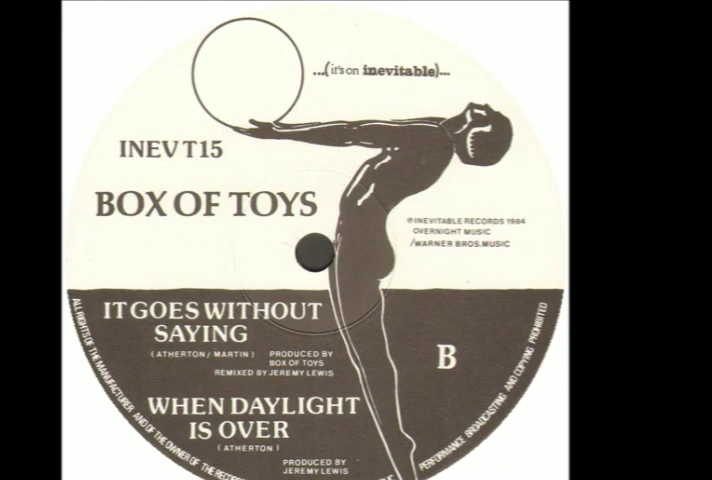 ...(it's on inevitable)...
INEV T15
BOX OF TOYS
℗ INEVITABLE RECORDS 1984
OVERNIGHT MUSIC
/WARNER BROS. MUSIC
IT GOES WITHOUT
SAYING
(ATHERTON / MARTIN) PRODUCED BY
BOX OF TOYS
REMIXED BY JEREMY LEWIS
B
WHEN DAYLIGHT
IS OVER
(ATHERTON)
PRODUCED BY
JEREMY LEWIS
ALL RIGHTS OF THE MANUFACTURER AND OF THE OWNER OF THE
PERFORMANCE BROADCASTING AND COPYING PROHIBITED